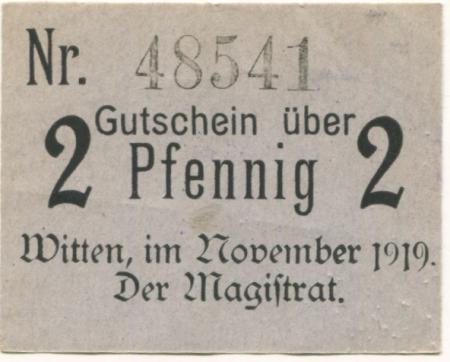 Nr. 48541
Gutschein über
2 Pfennig 2
Witten, im November 1919.
Der Magiſtrat.